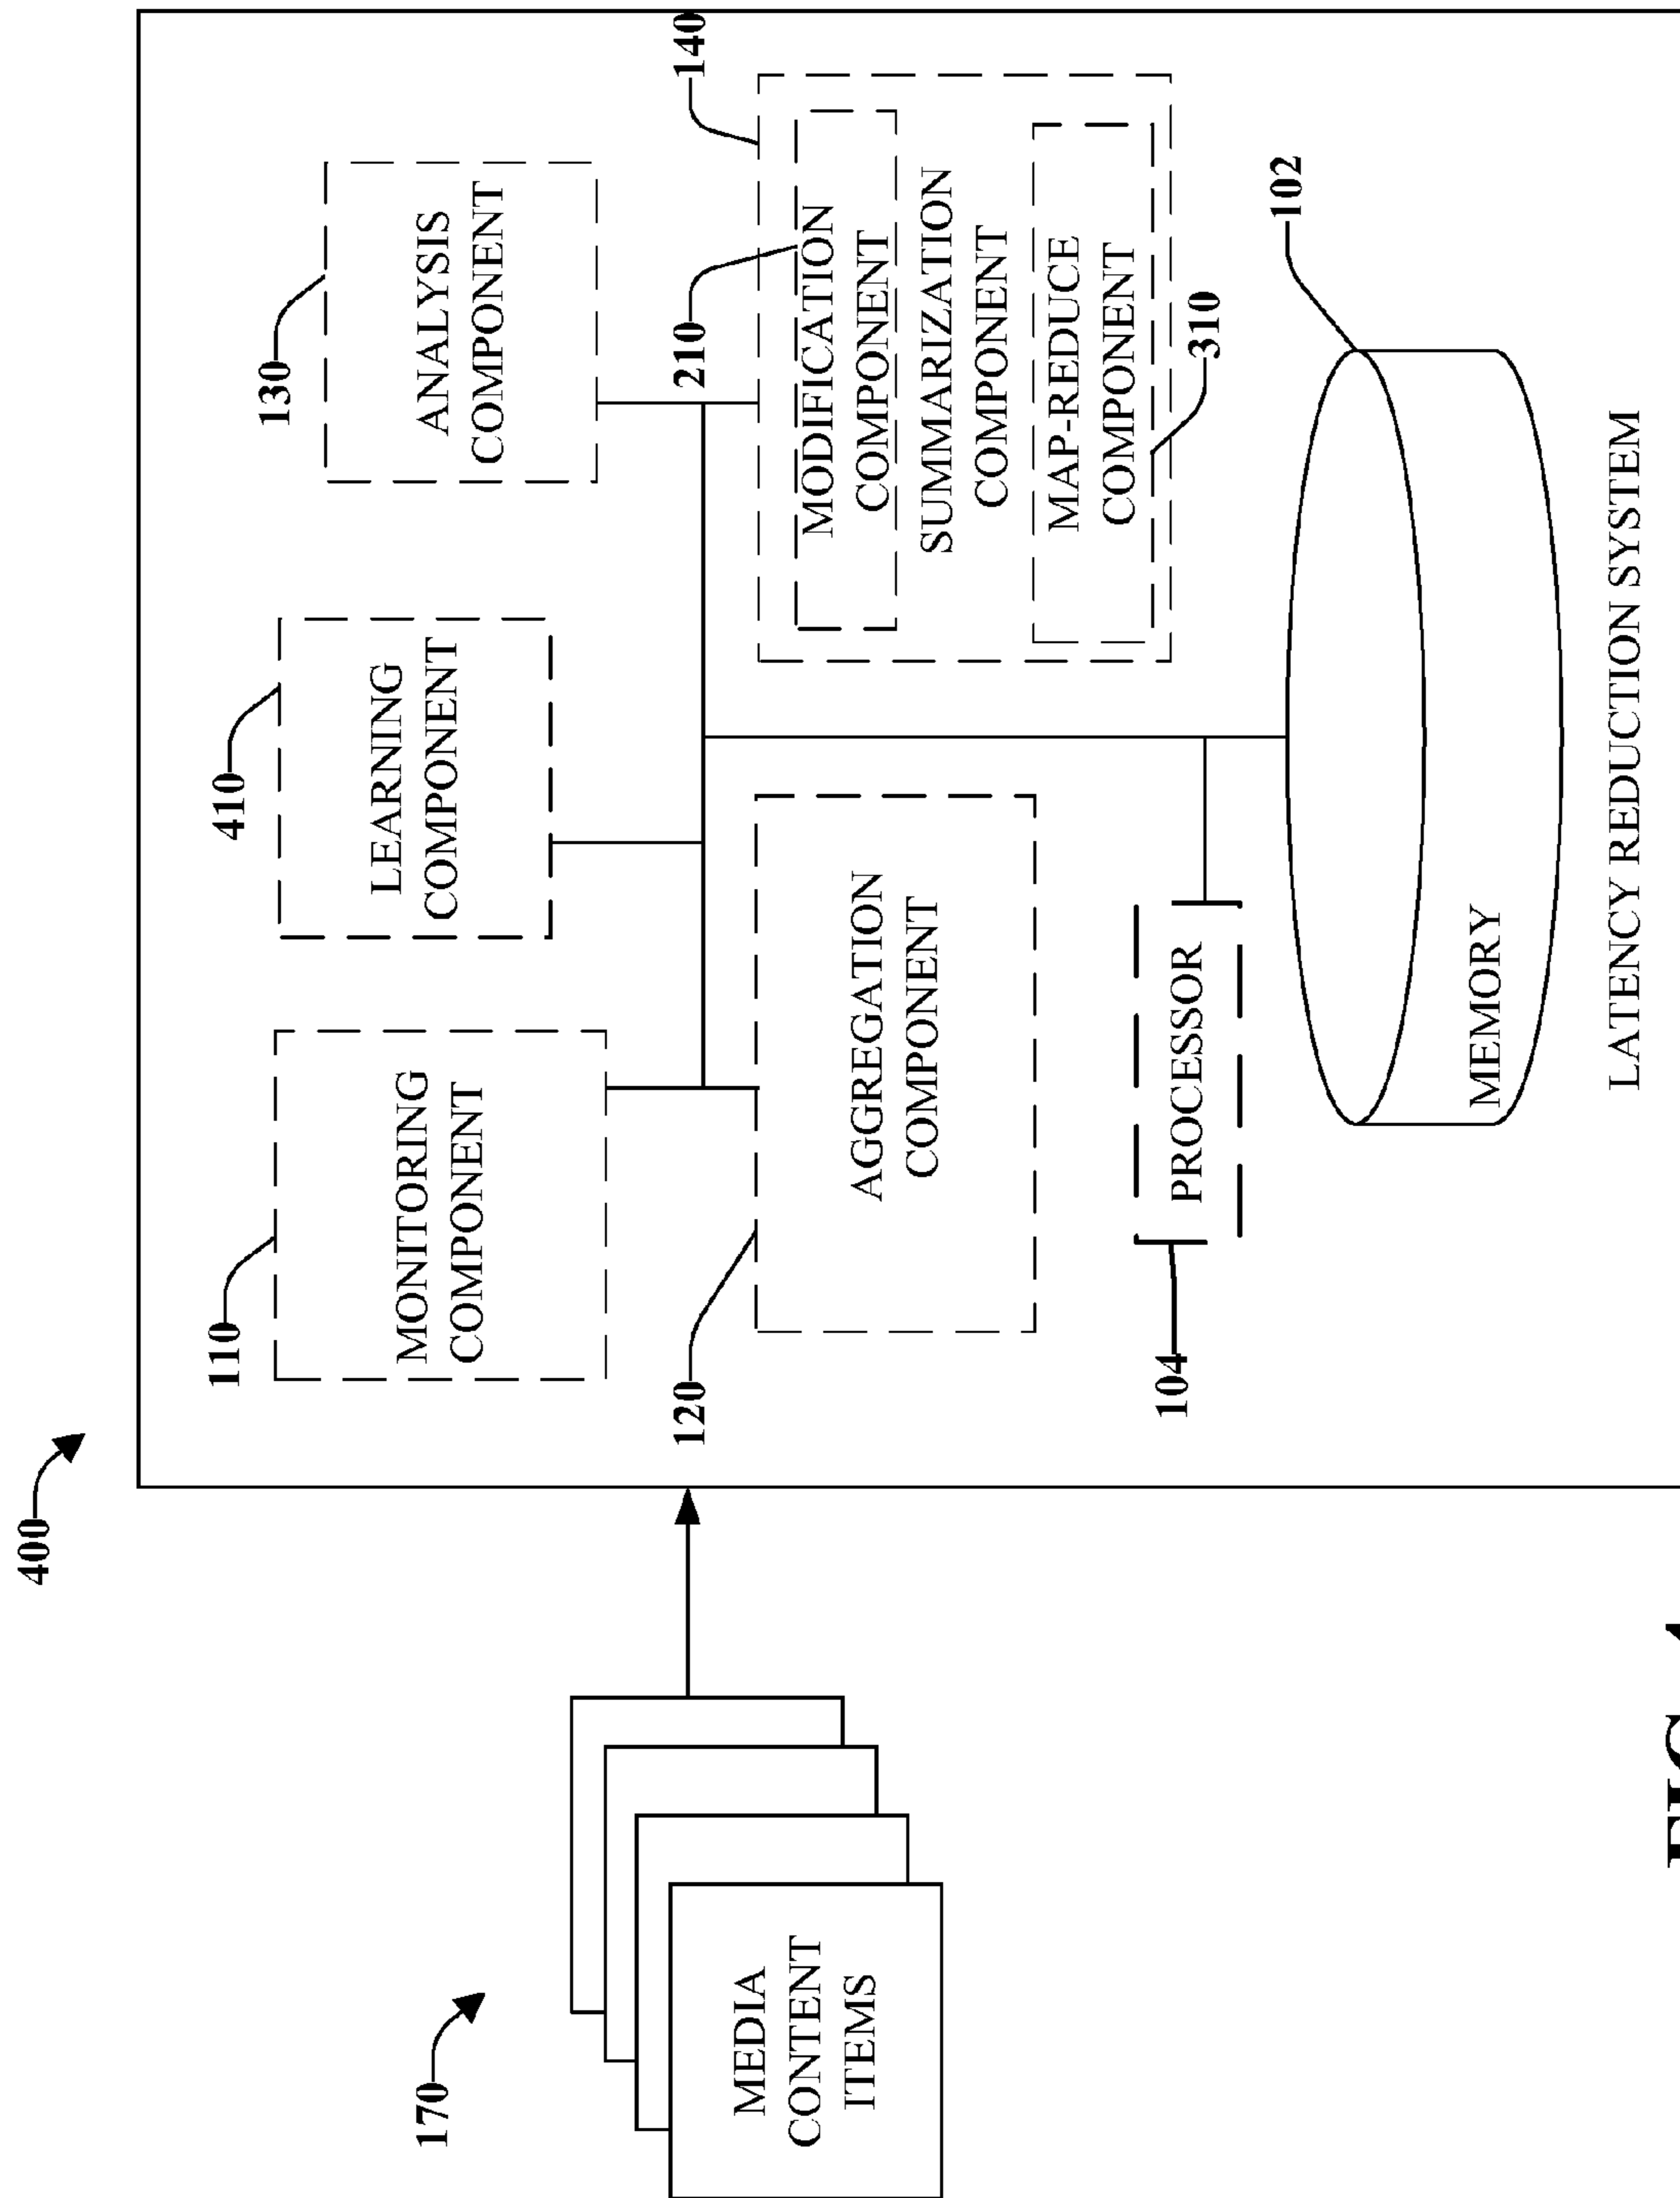 400
110
MONITORING
COMPONENT
410
LEARNING
COMPONENT
130
ANALYSIS
COMPONENT
170
MEDIA
CONTENT
ITEMS
120
AGGREGATION
COMPONENT
210
140
MODIFICATION
COMPONENT
SUMMARIZATION
COMPONENT
MAP-REDUCE
COMPONENT
310
104
PROCESSOR
102
MEMORY
LATENCY REDUCTION SYSTEM
FIG